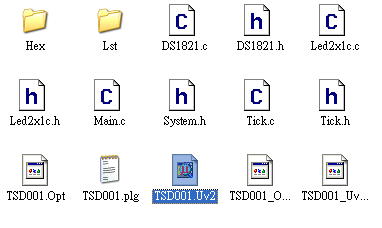 Hex
Lst
DS1821.c
DS1821.h
Led2x1c.c
Led2x1c.h
Main.c
System.h
Tick.c
Tick.h
TSD001.Opt
TSD001.plg
TSD001.Uv2
TSD001_O...
TSD001_Uv...